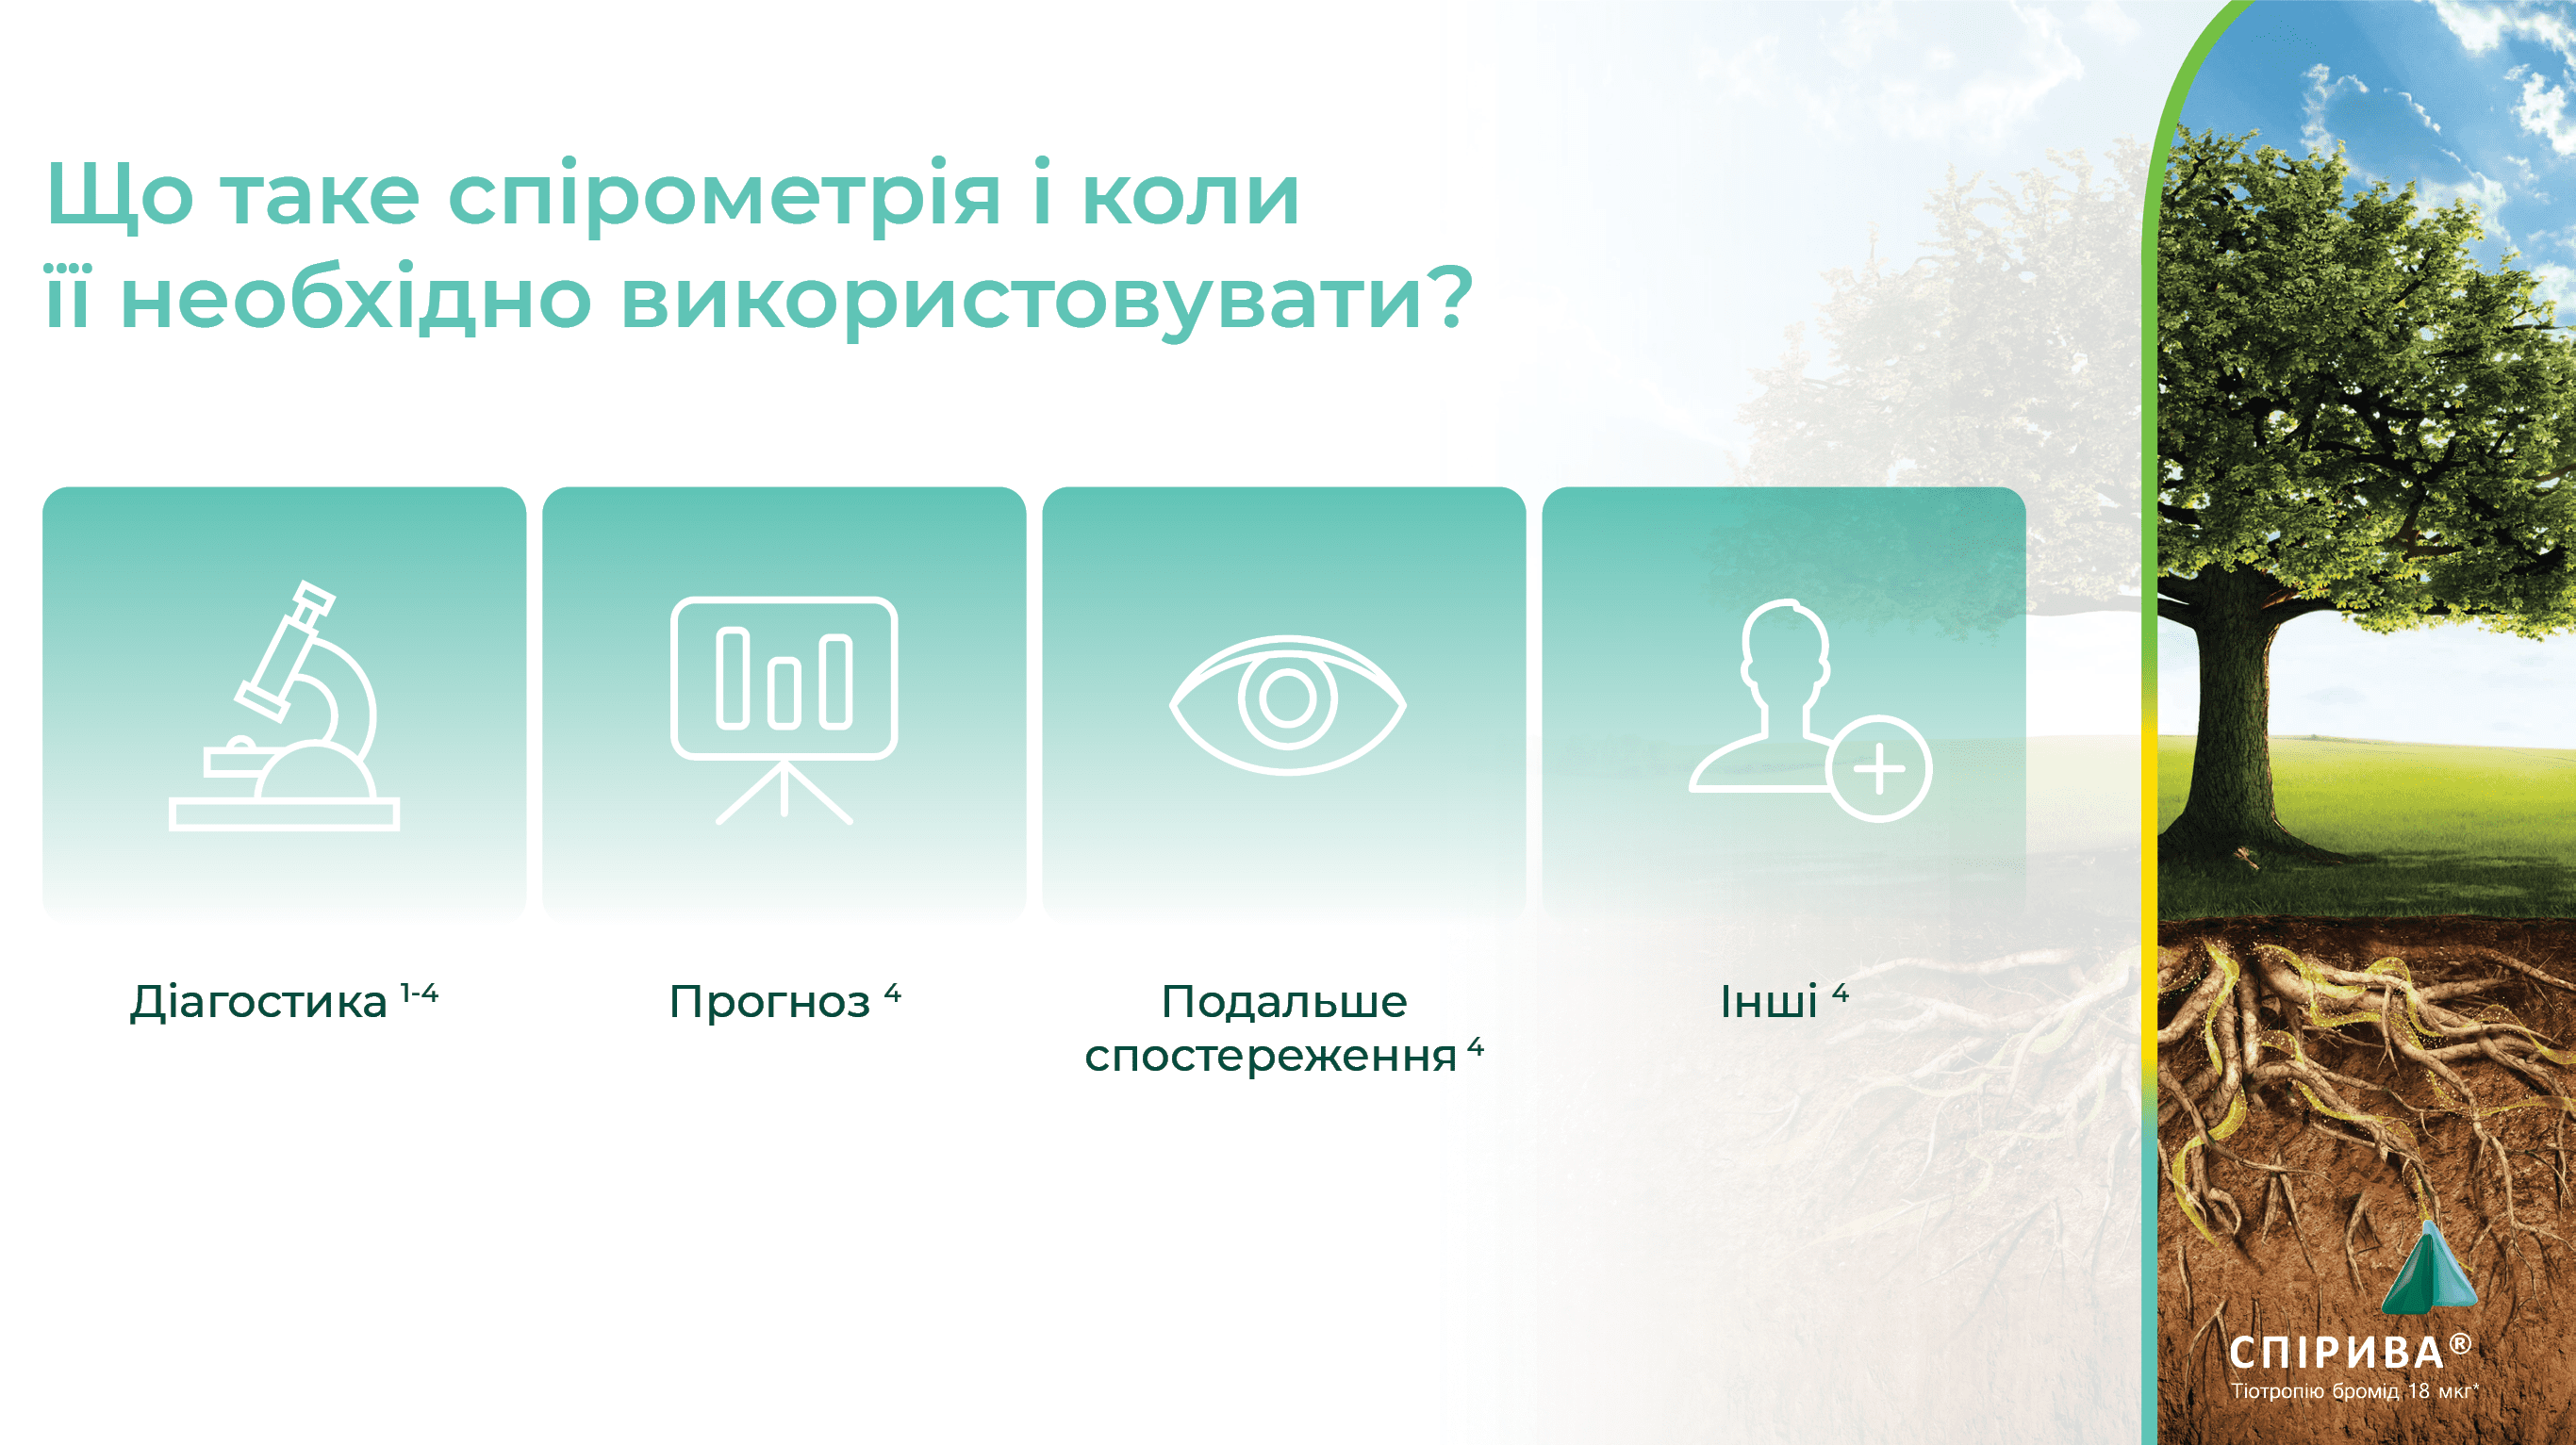 Що таке спірометрія і коли
її необхідно використовувати?
Діагостика 1-4
Прогноз 4
Подальше
спостереження 4
Інші 4
СПІРИВА®
Тіотропію бромід 18 мкг*